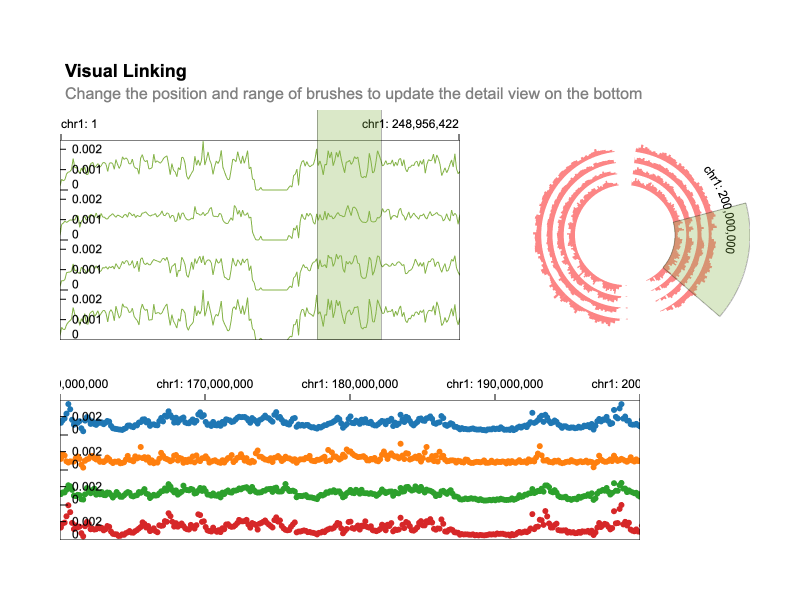 Visual Linking
Change the position and range of brushes to update the detail view on the bottom
chr1: 1
chr1: 248,956,422
0.002
0.001
0
0.002
0.001
0
0.002
0.001
0
0.002
0.001
0
chr1: 200,000,000
,000,000
chr1: 170,000,000
chr1: 180,000,000
chr1: 190,000,000
chr1: 200
0.002
0
0.002
0
0.002
0
0.002
0